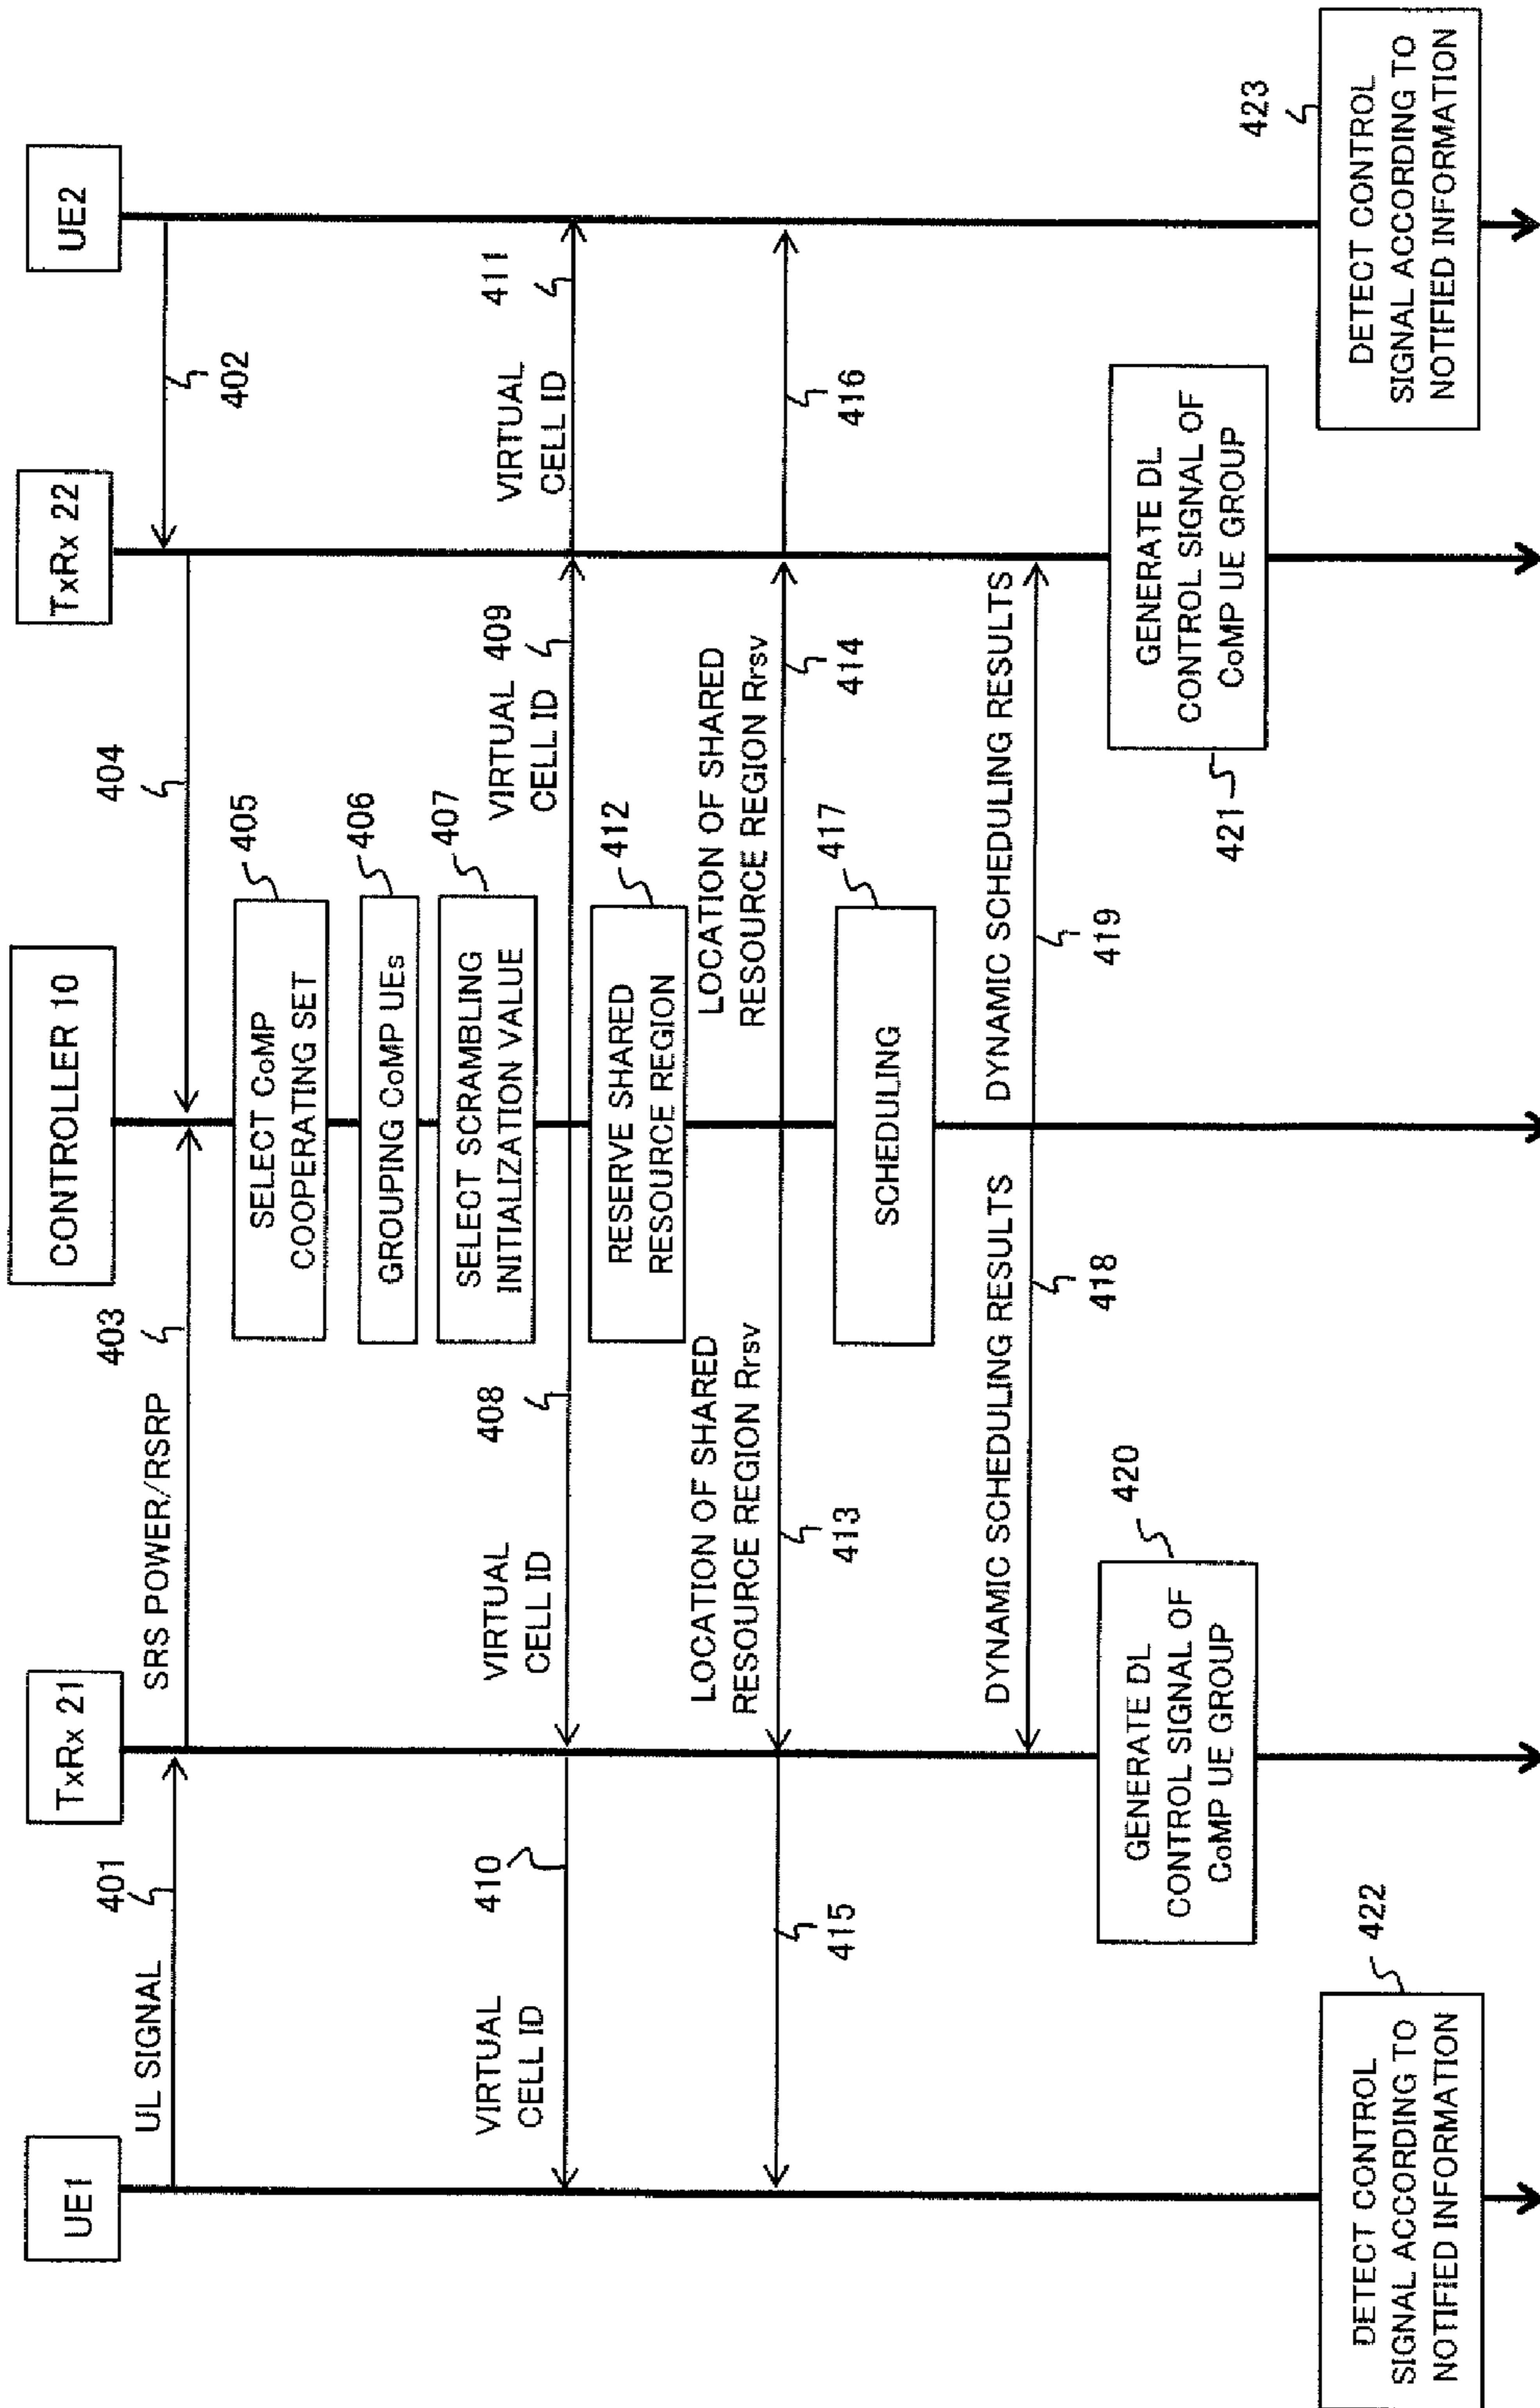 UE1
TxRx 21
CONTROLLER 10
TxRx 22
UE2
UL SIGNAL
401
SRS POWER/RSRP
403
404
402
SELECT CoMP
COOPERATING SET
405
GROUPING CoMP UEs
406
SELECT SCRAMBLING
INITIALIZATION VALUE
407
VIRTUAL
CELL ID
410
VIRTUAL
CELL ID
408
VIRTUAL
CELL ID
409
VIRTUAL
CELL ID
411
RESERVE SHARED
RESOURCE REGION
412
LOCATION OF SHARED
RESOURCE REGION Rrsv
413
LOCATION OF SHARED
RESOURCE REGION Rrsv
414
415
416
SCHEDULING
417
DYNAMIC SCHEDULING RESULTS
418
DYNAMIC SCHEDULING RESULTS
419
GENERATE DL
CONTROL SIGNAL OF
CoMP UE GROUP
420
GENERATE DL
CONTROL SIGNAL OF
CoMP UE GROUP
421
DETECT CONTROL
SIGNAL ACCORDING TO
NOTIFIED INFORMATION
422
DETECT CONTROL
SIGNAL ACCORDING TO
NOTIFIED INFORMATION
423